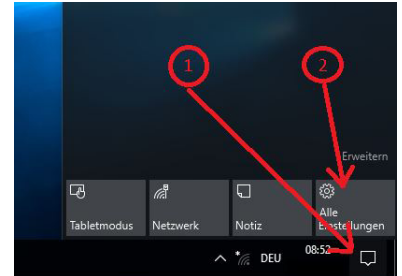 1
2
Erweitern
Tabletmodus
Netzwerk
Notiz
Alle
Einstellungen
DEU
08:52